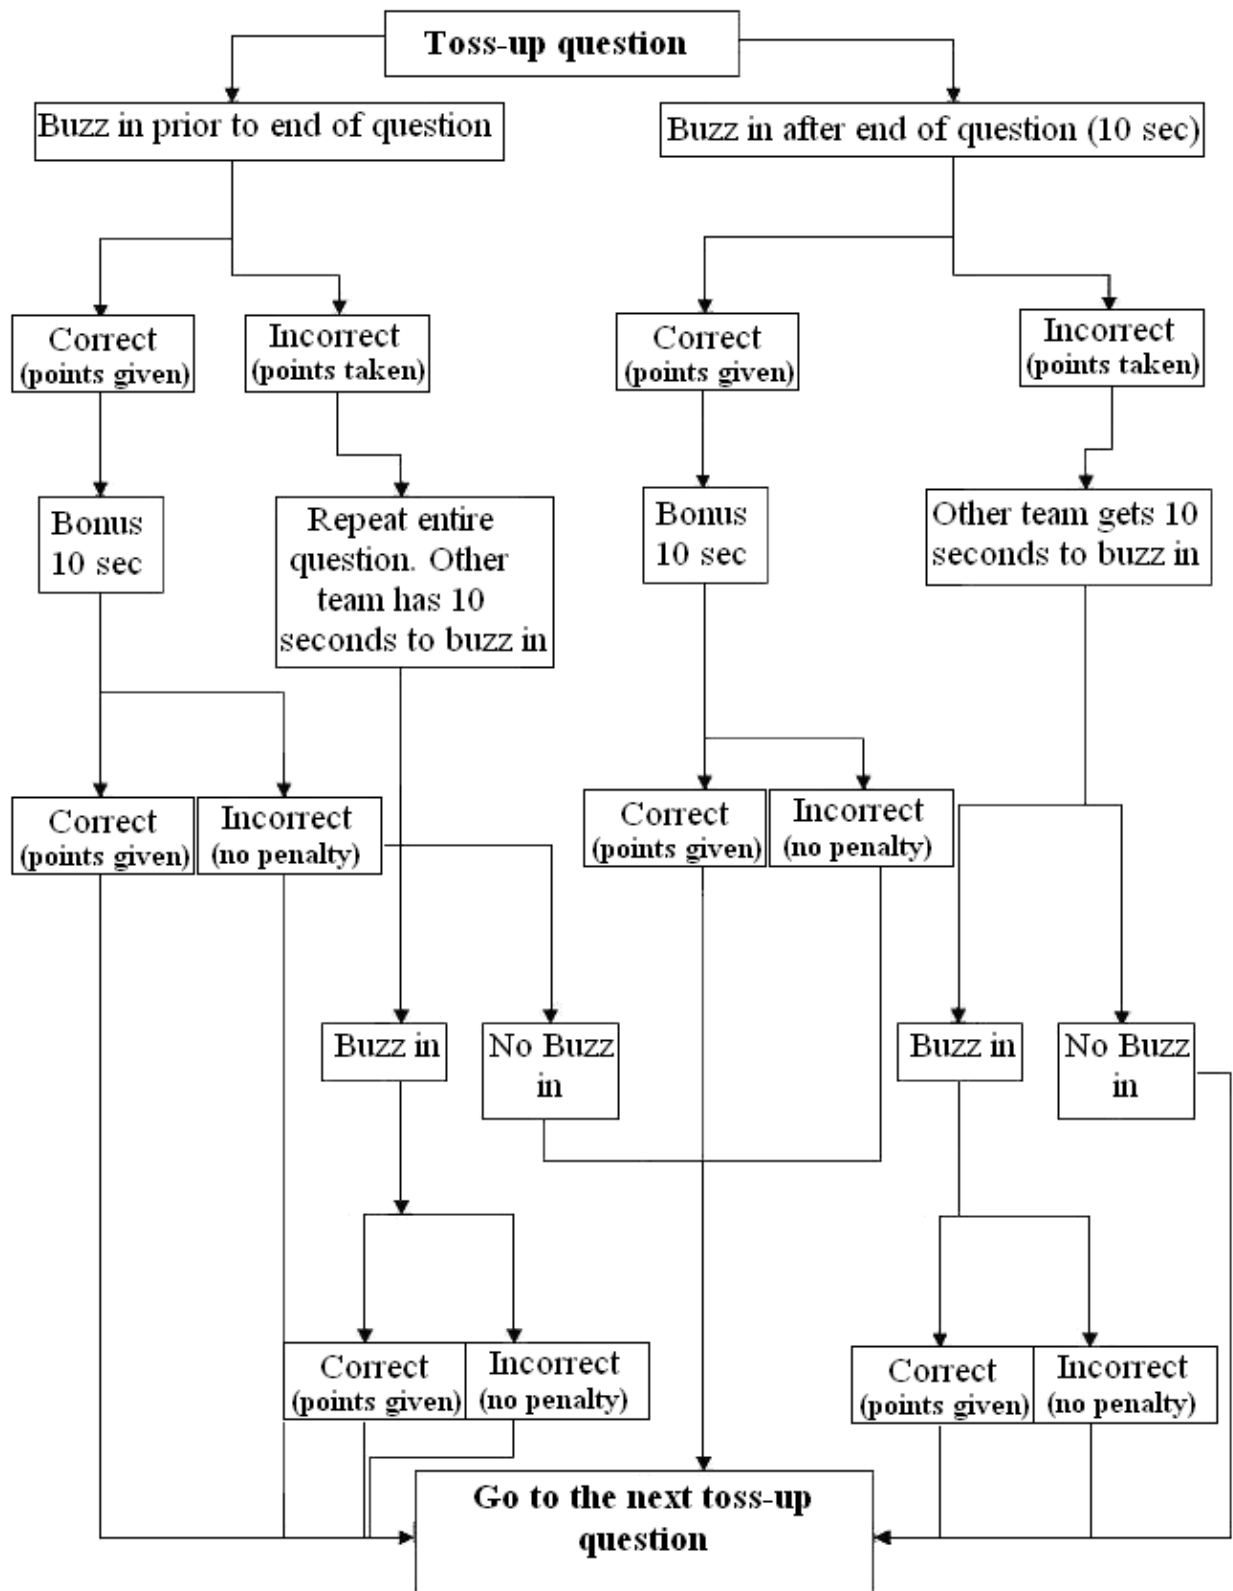 Toss-up question
Buzz in prior to end of question
Buzz in after end of question (10 sec)
Correct
(points given)
Incorrect
(points taken)
Correct
(points given)
Incorrect
(points taken)
Bonus
10 sec
Repeat entire
question. Other
team has 10
seconds to buzz in
Bonus
10 sec
Other team gets 10
seconds to buzz in
Correct
(points given)
Incorrect
(no penalty)
Correct
(points given)
Incorrect
(no penalty)
Buzz in
No Buzz
in
Buzz in
No Buzz
in
Correct
(points given)
Incorrect
(no penalty)
Correct
(points given)
Incorrect
(no penalty)
Go to the next toss-up
question